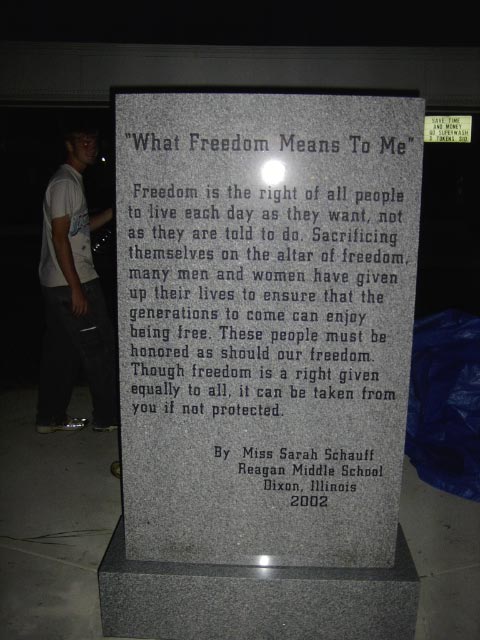 "What Freedom Means To Me"
Freedom is the right of all people
to live each day as they want, not
as they are told to do. Sacrificing
themselves on the altar of freedom,
many men and women have given
up their lives to ensure that the
generations to come can enjoy
being free. These people must be
honored as should our freedom.
Though freedom is a right given
equally to all, it can be taken from
you if not protected.
By Miss Sarah Schauff
Reagan Middle School
Dixon, Illinois
2002
SAVE TIME
AND MONEY
SUPERWASH
TOKENS